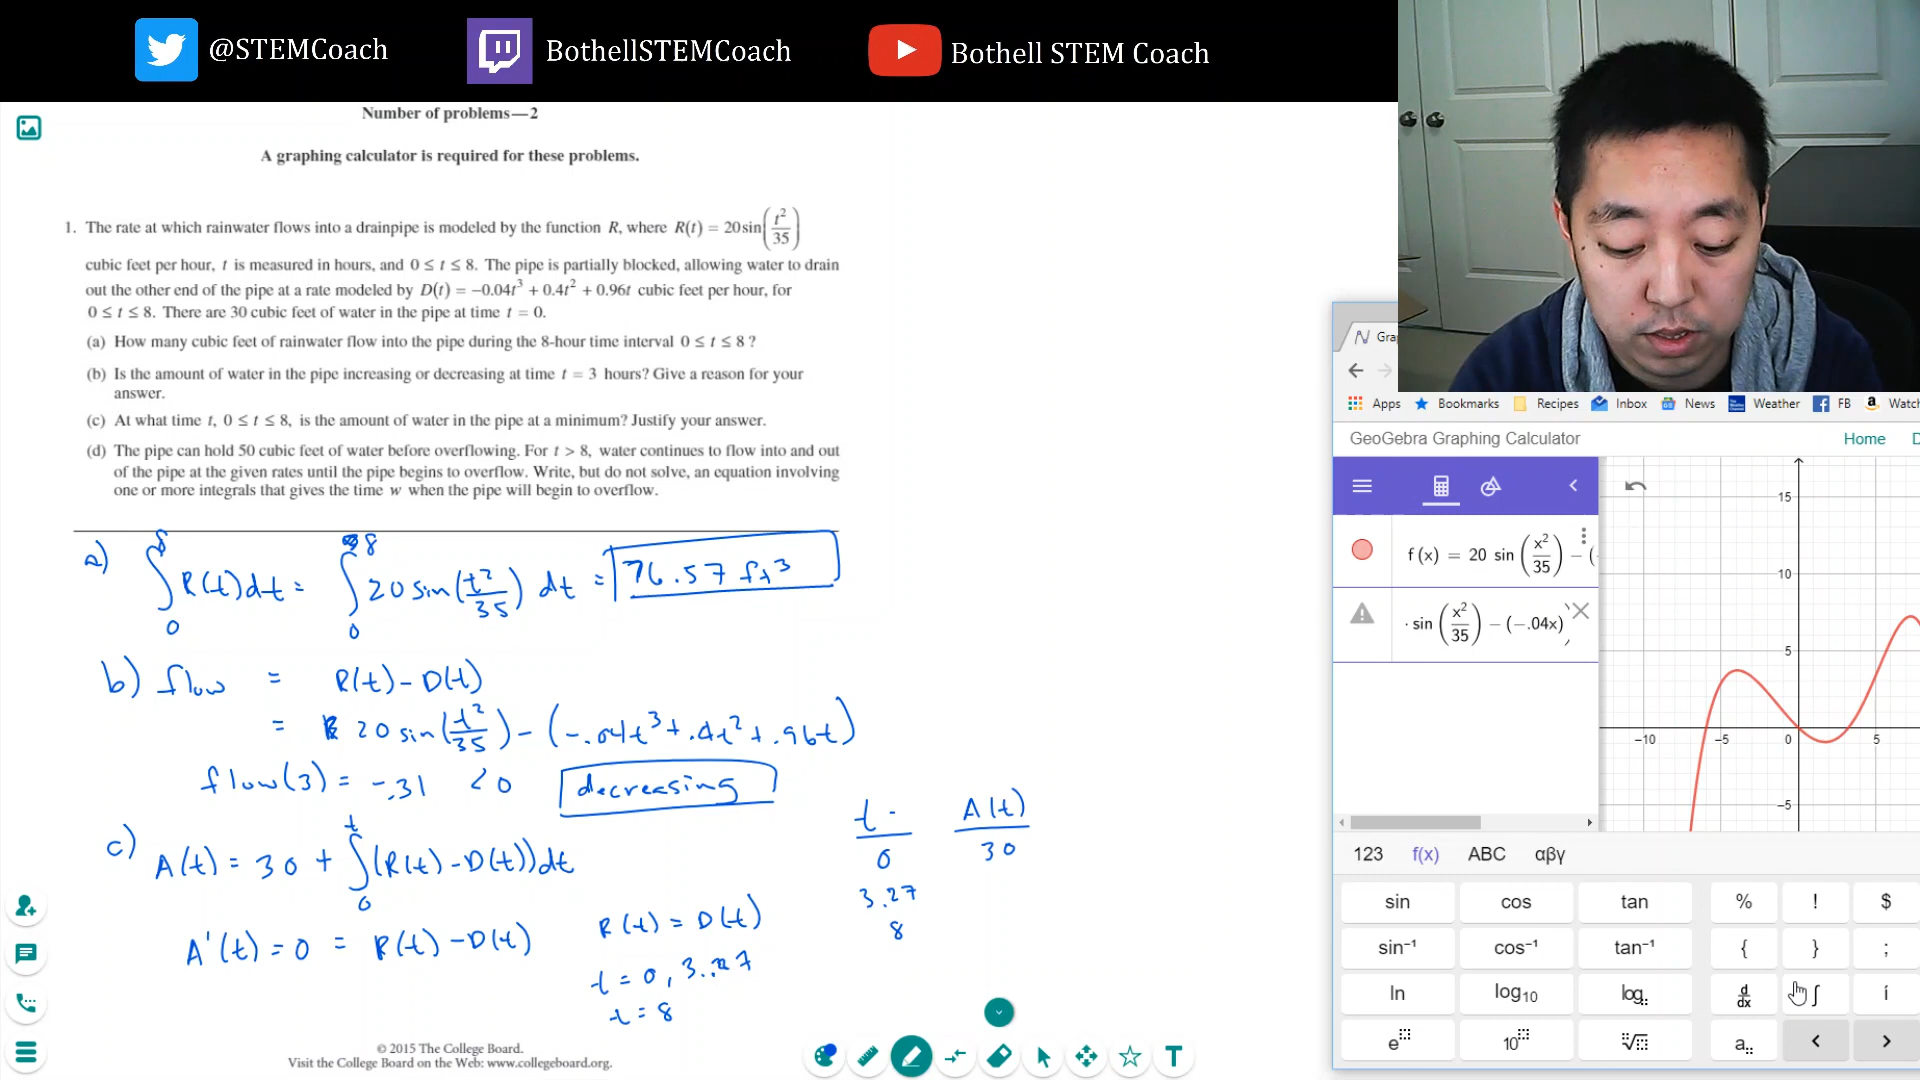 @STEMCoach BothellSTEMCoach Bothell STEM Coach
Number of problems—2
A graphing calculator is required for these problems.
1. The rate at which rainwater flows into a drainpipe is modeled by the function R, where R(t) = 20sin(t²/35)
cubic feet per hour, t is measured in hours, and 0 ≤ t ≤ 8. The pipe is partially blocked, allowing water to drain
out the other end of the pipe at a rate modeled by D(t) = −0.04t³ + 0.4t² + 0.96t cubic feet per hour, for
0 ≤ t ≤ 8. There are 30 cubic feet of water in the pipe at time t = 0.
(a) How many cubic feet of rainwater flow into the pipe during the 8-hour time interval 0 ≤ t ≤ 8 ?
(b) Is the amount of water in the pipe increasing or decreasing at time t = 3 hours? Give a reason for your
answer.
(c) At what time t, 0 ≤ t ≤ 8, is the amount of water in the pipe at a minimum? Justify your answer.
(d) The pipe can hold 50 cubic feet of water before overflowing. For t > 8, water continues to flow into and out
of the pipe at the given rates until the pipe begins to overflow. Write, but do not solve, an equation involving
one or more integrals that gives the time w when the pipe will begin to overflow.
a) ∫₀⁸ R(t)dt = ∫₀⁸ 20 sin(t²/35) dt = 76.57 ft³
b) flow = R(t) - D(t)
= 20 sin(t²/35) - (-.04t³ + .4t² + .96t)
flow(3) = -.31 < 0 decreasing
c) A(t) = 30 + ∫₀ᵗ (R(t) - D(t))dt
A'(t) = 0 = R(t) - D(t)
R(t) = D(t)
t = 0, 3.27
t = 8
t A(t)
0 30
3.27
8
© 2015 The College Board.
Visit the College Board on the Web: www.collegeboard.org.
T
Gra
Apps Bookmarks Recipes Inbox News Weather FB Watch
GeoGebra Graphing Calculator Home D
f(x) = 20 sin(x²/35) − (
· sin(x²/35) − (−.04x)
15
10
5
−10 −5 0 5
−5
123 f(x) ABC αβγ
sin cos tan % ! $
sin⁻¹ cos⁻¹ tan⁻¹ { } ;
ln log₁₀ log d/dx ∫ í
e 10 √ a < >